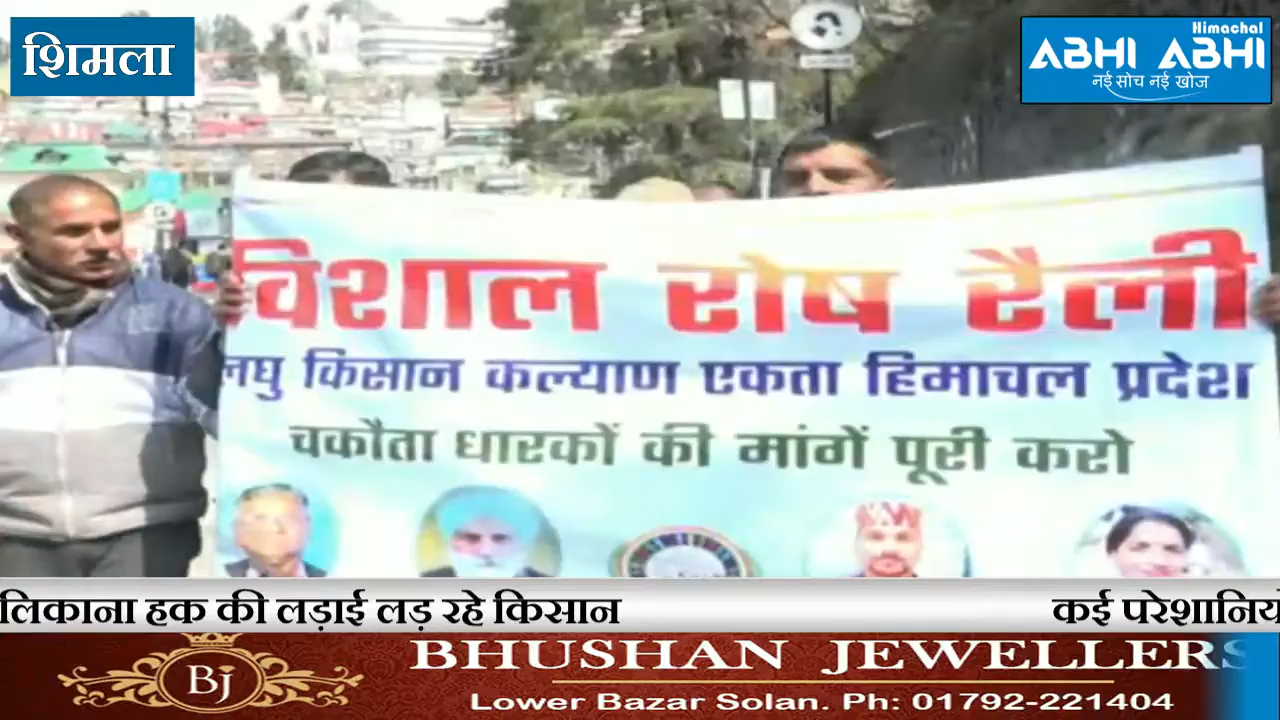 शिमला
Himachal
ABHI ABHI
नई सोच नई खोज
विशाल रोष रैली
लघु किसान कल्याण एकता हिमाचल प्रदेश
चकौता धारकों की मांगें पूरी करो
लिकाना हक की लड़ाई लड़ रहे किसान
कई परेशानियो
BJ
BHUSHAN JEWELLERS
Lower Bazar Solan. Ph: 01792-221404